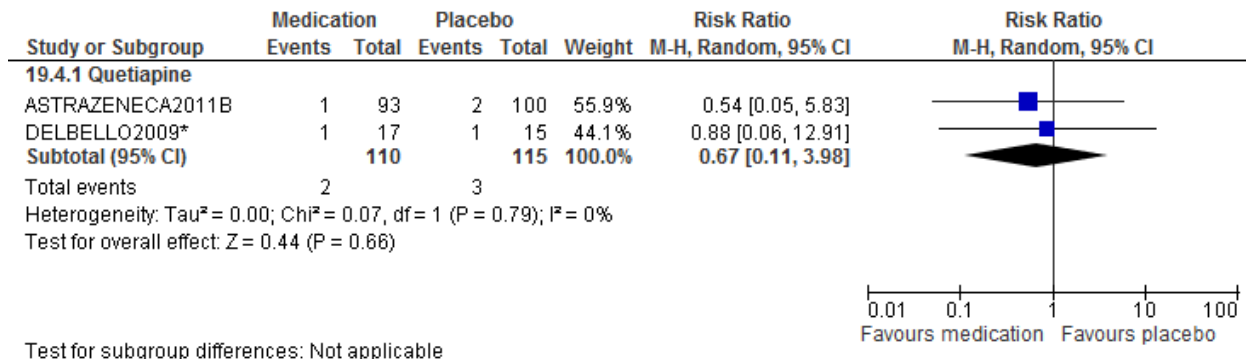 Medication Placebo Risk Ratio Risk Ratio
Study or Subgroup Events Total Events Total Weight M-H, Random, 95% CI M-H, Random, 95% CI
19.4.1 Quetiapine
ASTRAZENECA2011B 1 93 2 100 55.9% 0.54 [0.05, 5.83]
DELBELLO2009* 1 17 1 15 44.1% 0.88 [0.06, 12.91]
Subtotal (95% CI) 110 115 100.0% 0.67 [0.11, 3.98]
Total events 2 3
Heterogeneity: Tau² = 0.00; Chi² = 0.07, df = 1 (P = 0.79); I² = 0%
Test for overall effect: Z = 0.44 (P = 0.66)
0.01 0.1 1 10 100
Favours medication Favours placebo
Test for subgroup differences: Not applicable